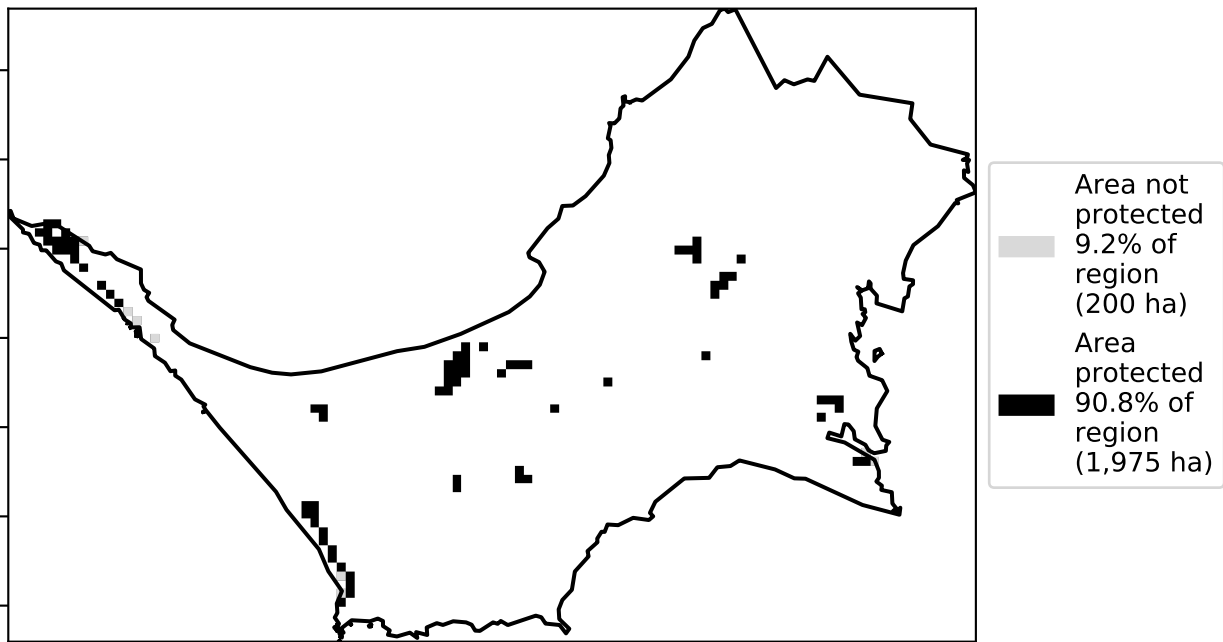 Area not
protected
9.2% of
region
(200 ha)
Area
protected
90.8% of
region
(1,975 ha)